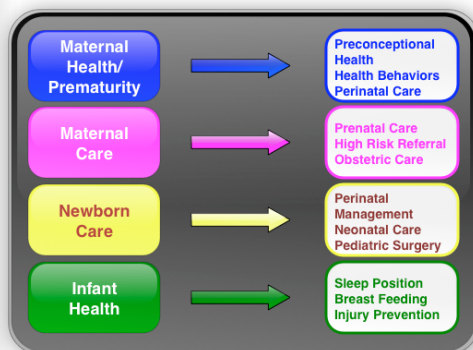 Maternal
Health/
Prematurity
Preconceptional
Health
Health Behaviors
Perinatal Care
Maternal
Care
Prenatal Care
High Risk Referral
Obstetric Care
Newborn
Care
Perinatal
Management
Neonatal Care
Pediatric Surgery
Infant
Health
Sleep Position
Breast Feeding
Injury Prevention